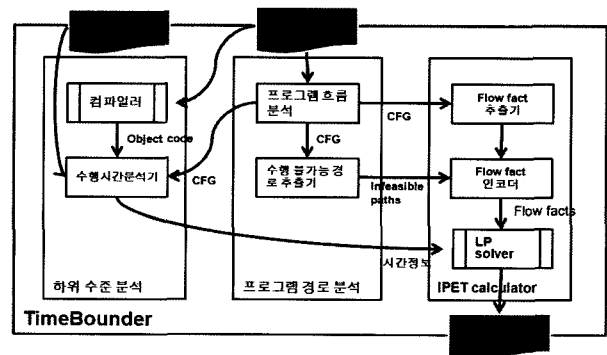 컴파일러
Object code
수행시간분석기
CFG
하위 수준 분석
프로그램 흐름
분석
CFG
수행 불가능 경
로 추출기
프로그램 경로 분석
CFG
Infeasible
paths
시간정보
Flow fact
추출기
Flow fact
인코더
Flow facts
LP
solver
IPET calculator
TimeBounder